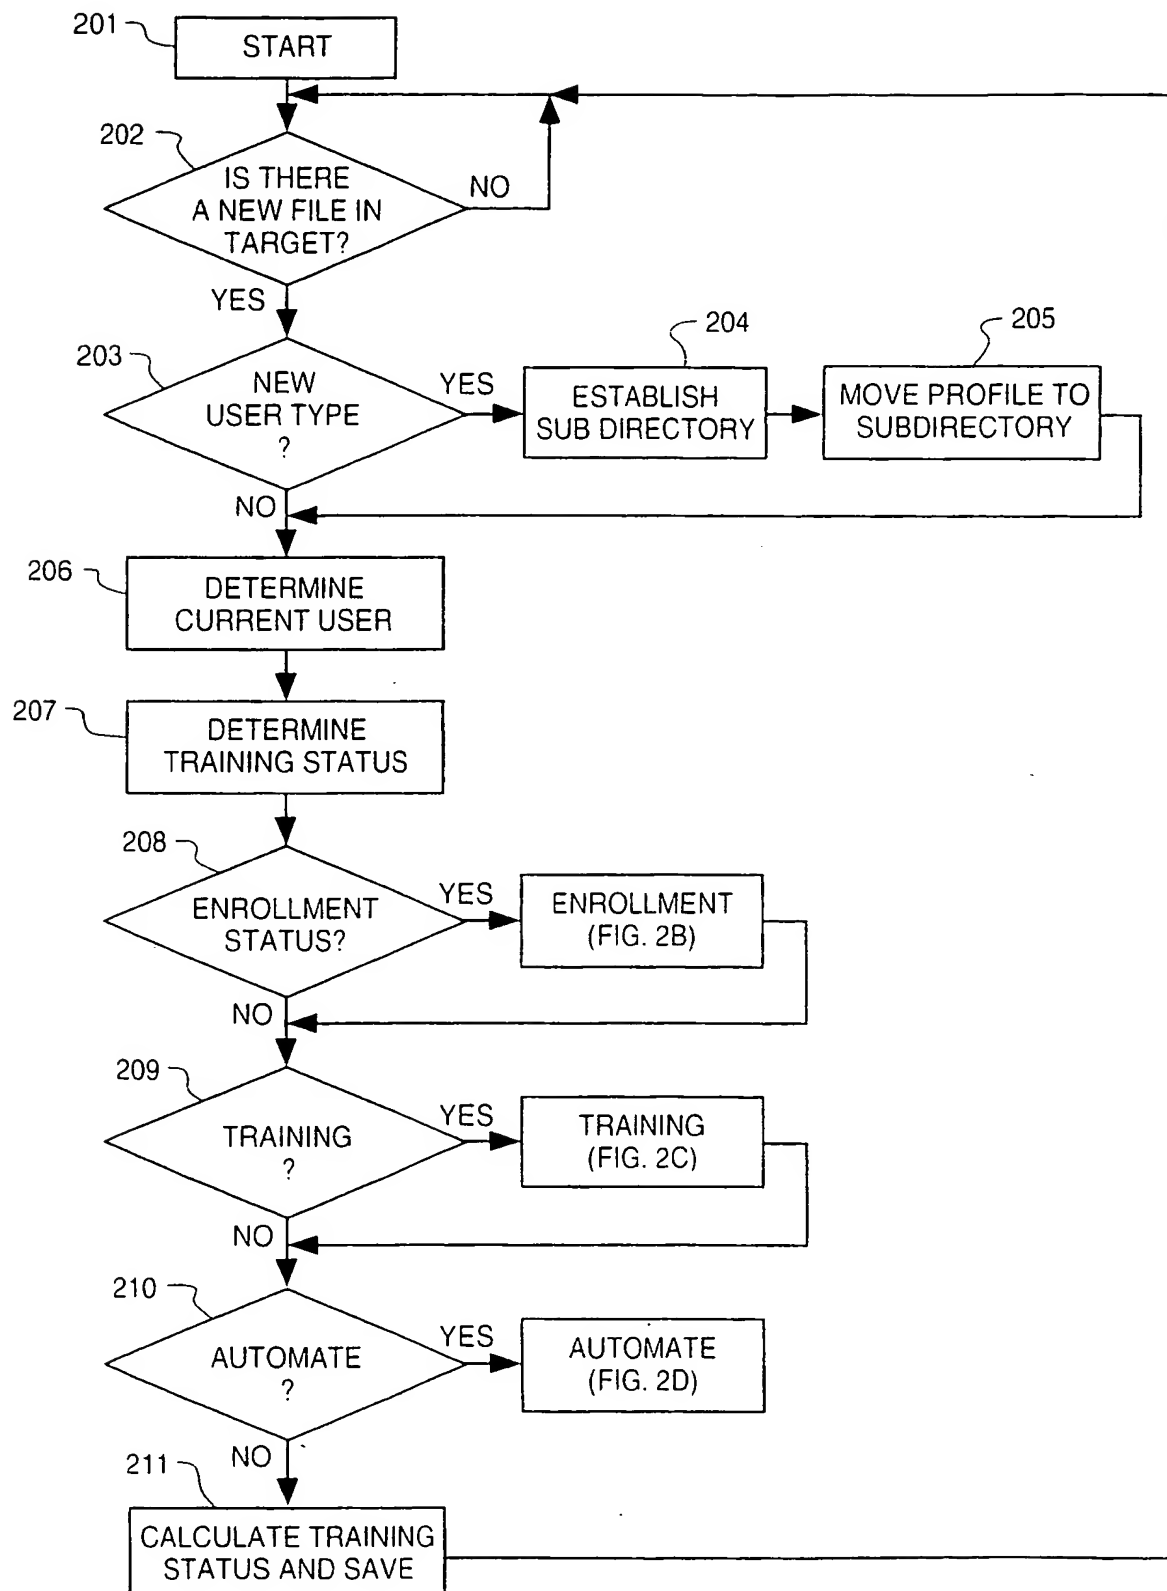 201
START
202
IS THERE
A NEW FILE IN
TARGET?
NO
YES
203
NEW
USER TYPE
?
YES
204
ESTABLISH
SUB DIRECTORY
205
MOVE PROFILE TO
SUBDIRECTORY
NO
206
DETERMINE
CURRENT USER
207
DETERMINE
TRAINING STATUS
208
ENROLLMENT
STATUS?
YES
ENROLLMENT
(FIG. 2B)
NO
209
TRAINING
?
YES
TRAINING
(FIG. 2C)
NO
210
AUTOMATE
?
YES
AUTOMATE
(FIG. 2D)
NO
211
CALCULATE TRAINING
STATUS AND SAVE